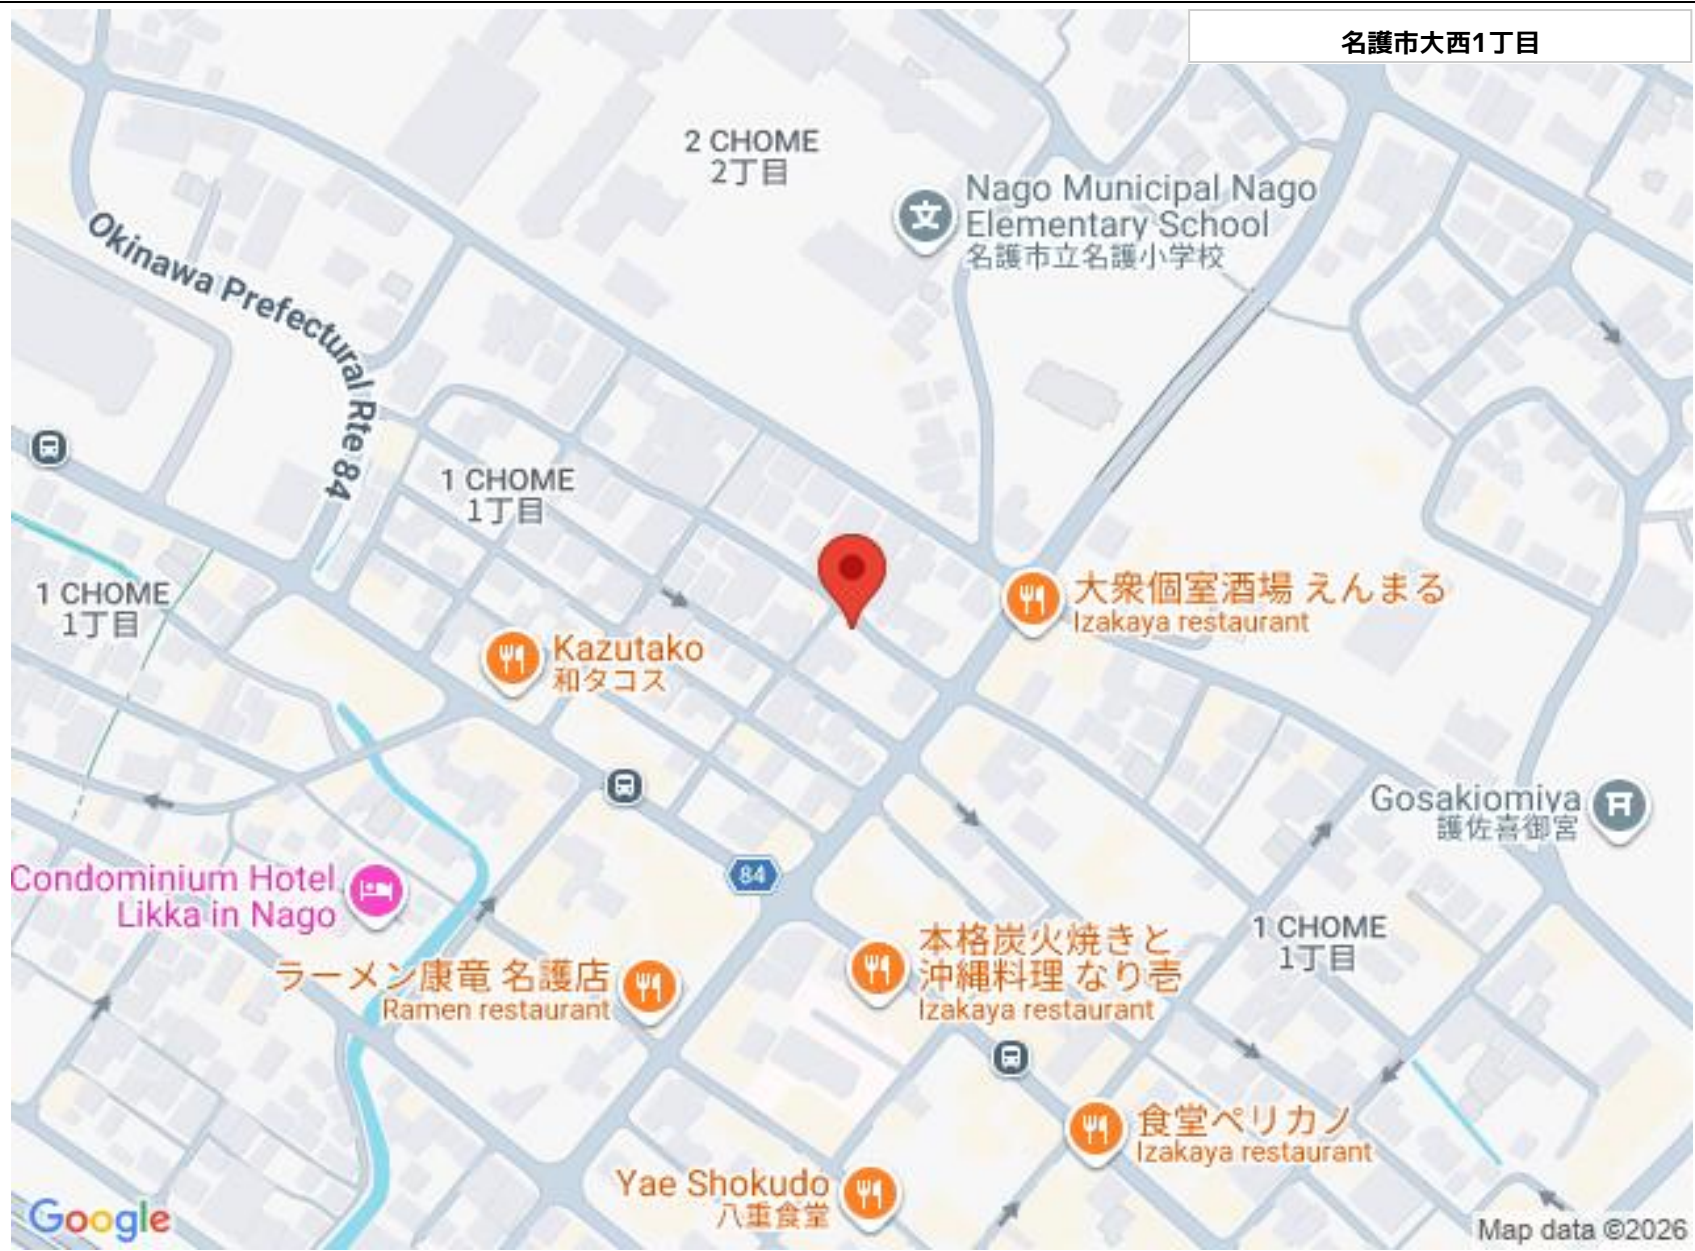 名護市大西1丁目
2 CHOME
2丁目
Nago Municipal Nago
Elementary School
名護市立名護小学校
Okinawa Prefectural Rte 84
1 CHOME
1丁目
1 CHOME
1丁目
大衆個室酒場 えんまる
Izakaya restaurant
Kazutako
和タコス
Gosakiomiya
護佐喜御宮
84
Condominium Hotel
Likka in Nago
本格炭火焼きと
沖縄料理 なり壱
Izakaya restaurant
1 CHOME
1丁目
ラーメン康竜 名護店
Ramen restaurant
食堂ペリカン
Izakaya restaurant
Yae Shokudo
八重食堂
Google
Map data ©2026